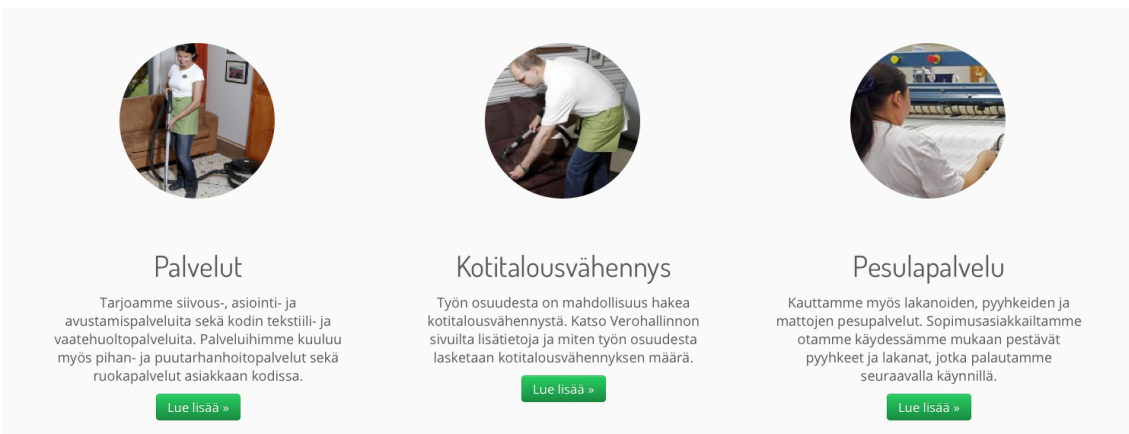 Palvelut
Tarjoamme siivous-, asiointi- ja
avustamispalveluita sekä kodin tekstiili- ja
vaatehuoltopalveluita. Palveluihimme kuuluu
myös pihan- ja puutarhanhoitopalvelut sekä
ruokapalvelut asiakkaan kodissa.
Lue lisää »
Kotitalousvähennys
Työn osuudesta on mahdollisuus hakea
kotitalousvähennystä. Katso Verohallinnon
sivuilta lisätietoja ja miten työn osuudesta
lasketaan kotitalousvähennyksen määrä.
Lue lisää »
Pesulapalvelu
Kauttamme myös lakanoiden, pyyhkeiden ja
mattojen pesupalvelut. Sopimusasiakkailtamme
otamme käydessämme mukaan pestävät
pyyhkeet ja lakanat, jotka palautamme
seuraavalla käynnillä.
Lue lisää »